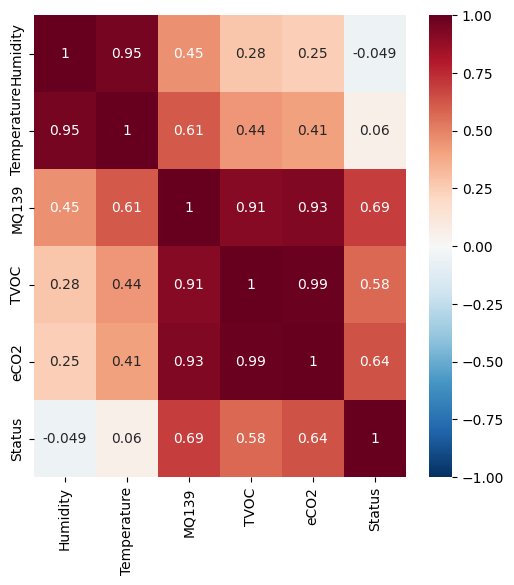 Humidity 1 0.95 0.45 0.28 0.25 -0.049
Temperature 0.95 1 0.61 0.44 0.41 0.06
MQ139 0.45 0.61 1 0.91 0.93 0.69
TVOC 0.28 0.44 0.91 1 0.99 0.58
eCO2 0.25 0.41 0.93 0.99 1 0.64
Status -0.049 0.06 0.69 0.58 0.64 1
Humidity Temperature MQ139 TVOC eCO2 Status
1.00
0.75
0.50
0.25
0.00
−0.25
−0.50
−0.75
−1.00